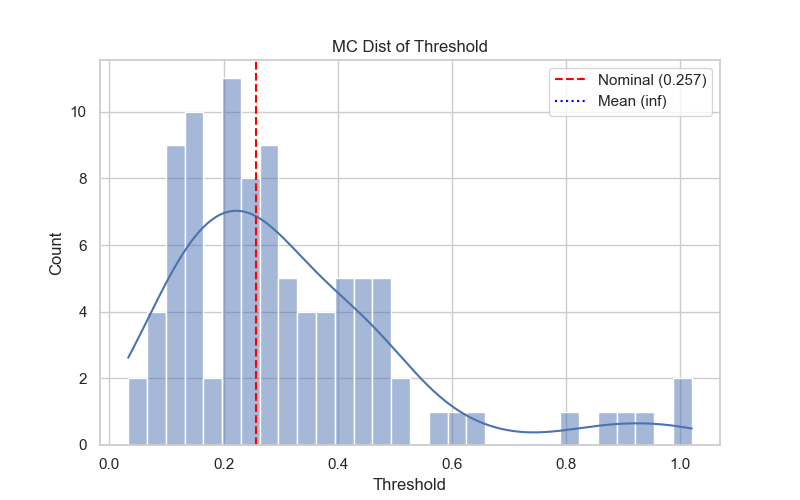 MC Dist of Threshold
Nominal (0.257)
Mean (inf)
10
8
6
4
2
0
Count
0.0 0.2 0.4 0.6 0.8 1.0
Threshold